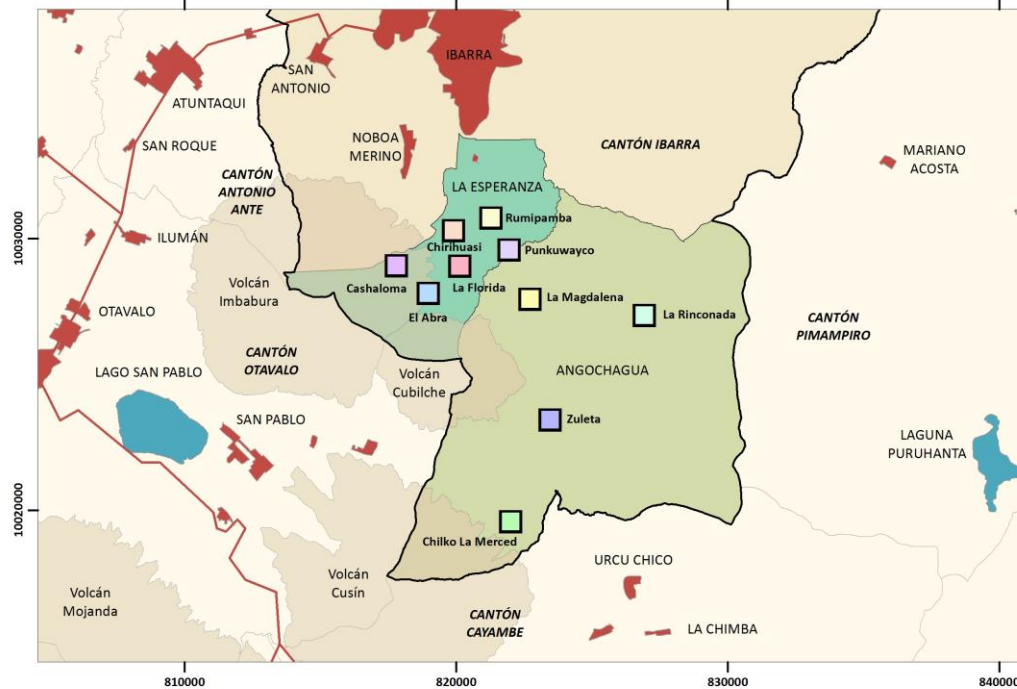 IBARRA
SAN
ANTONIO
ATUNTAQUI
NOBOA
MERINO
SAN ROQUE
CANTÓN IBARRA
MARIANO
ACOSTA
CANTÓN
ANTONIO
ANTE
LA ESPERANZA
Rumipamba
ILUMÁN
Chirihuasi
Punkuwayco
Volcán
Imbabura
Cashaloma
La Florida
La Magdalena
La Rinconada
El Abra
OTAVALO
CANTÓN
PIMAMPIRO
CANTÓN
OTAVALO
LAGO SAN PABLO
Volcán
Cubilche
ANGOCHAGUA
SAN PABLO
Zuleta
LAGUNA
PURUHANTA
Chilko La Merced
URCU CHICO
Volcán
Cusín
Volcán
Mojanda
CANTÓN
CAYAMBE
LA CHIMBA
10030000
10020000
810000
820000
830000
840000